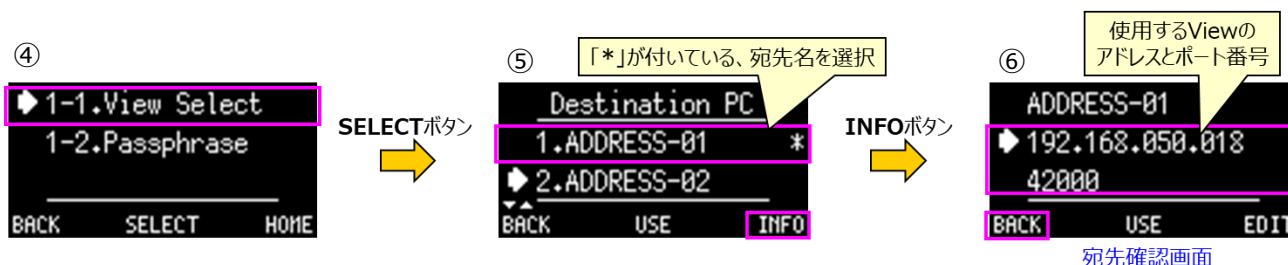 ④
1-1.View Select
1-2.Passphrase
BACK SELECT HOME
SELECTボタン
⑤
「*」が付いている、宛先名を選択
Destination PC
1.ADDRESS-01 *
2.ADDRESS-02
BACK USE INFO
INFOボタン
⑥
使用するViewの
アドレスとポート番号
ADDRESS-01
192.168.050.018
42000
BACK USE EDIT
宛先確認画面